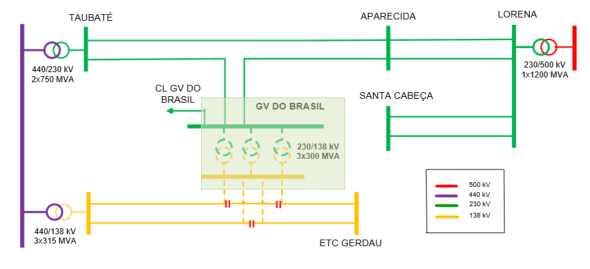 TAUBATÉ
APARECIDA
LORENA
440/230 kV
2x750 MVA
230/500 kV
1x1200 MVA
CL GV DO
BRASIL
GV DO BRASIL
SANTA CABEÇA
230/138 kV
3x300 MVA
500 kV
440 kV
230 kV
138 kV
440/138 kV
3x315 MVA
ETC GERDAU